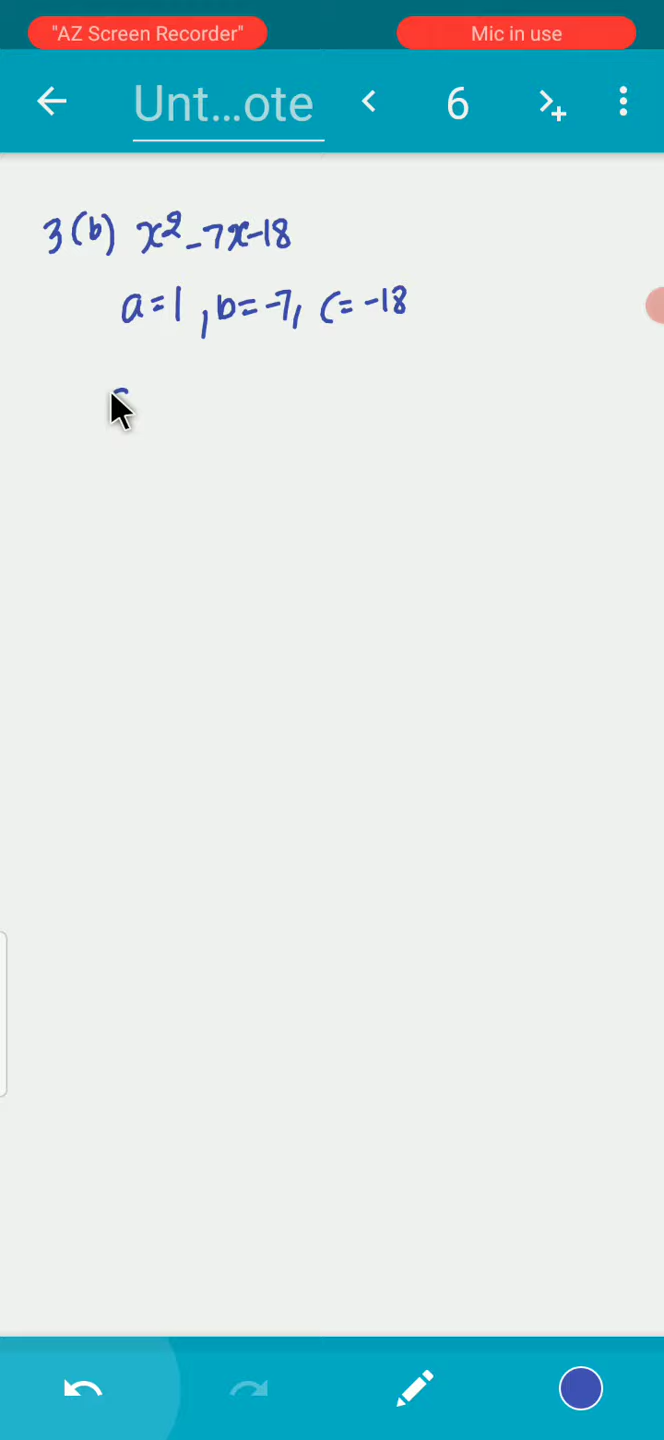 "AZ Screen Recorder" Mic in use
Unt...ote 6
3(b) x² - 7x - 18
a = 1 , b = -7, c = -18